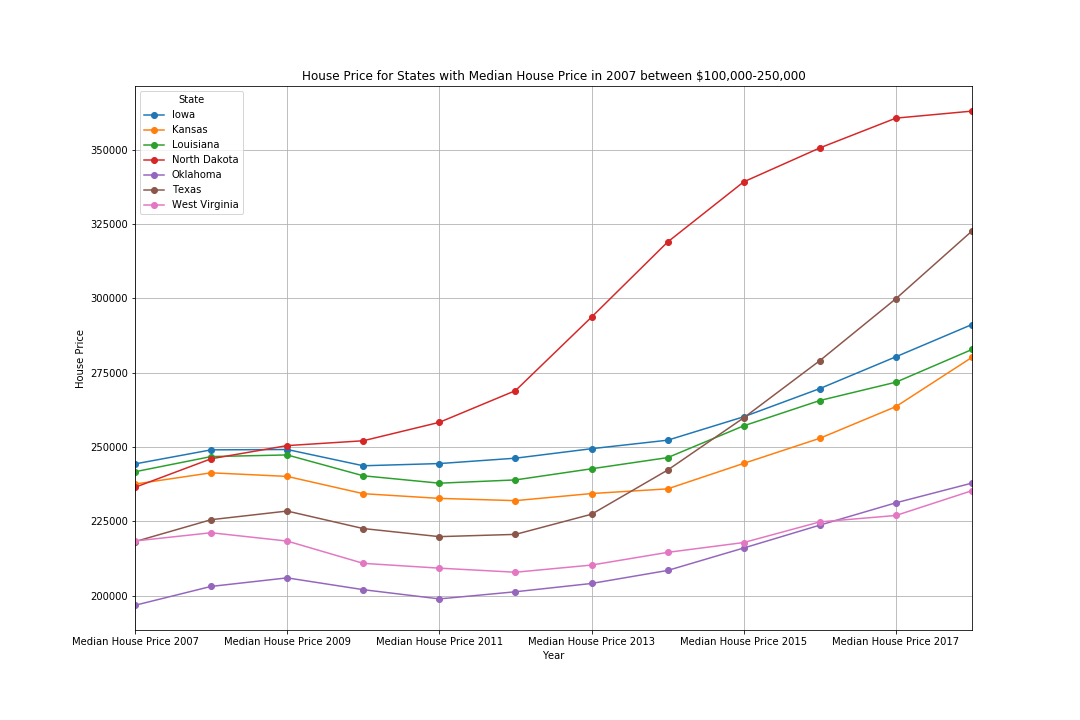 House Price for States with Median House Price in 2007 between $100,000-250,000
State
Iowa
Kansas
Louisiana
North Dakota
Oklahoma
Texas
West Virginia
House Price
350000
325000
300000
275000
250000
225000
200000
Median House Price 2007 Median House Price 2009 Median House Price 2011 Median House Price 2013 Median House Price 2015 Median House Price 2017
Year